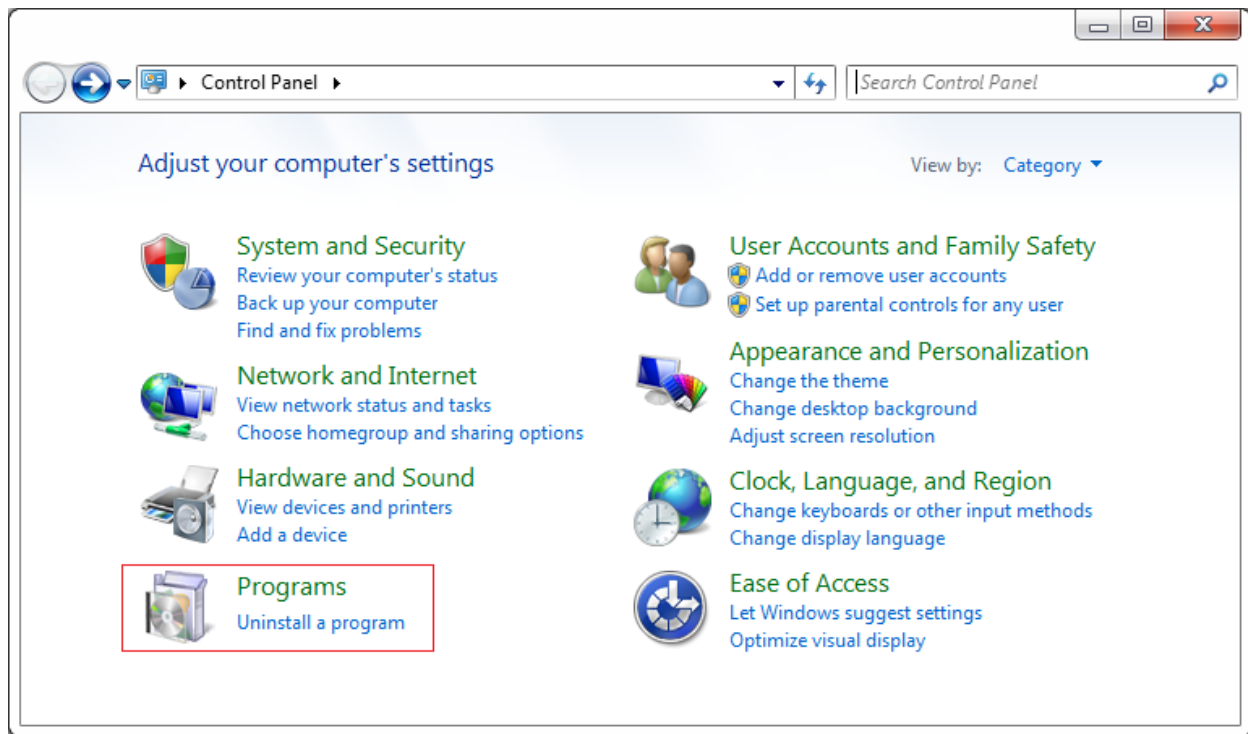 Control Panel
Search Control Panel
Adjust your computer's settings
View by: Category
System and Security
Review your computer's status
Back up your computer
Find and fix problems
Network and Internet
View network status and tasks
Choose homegroup and sharing options
Hardware and Sound
View devices and printers
Add a device
Programs
Uninstall a program
User Accounts and Family Safety
Add or remove user accounts
Set up parental controls for any user
Appearance and Personalization
Change the theme
Change desktop background
Adjust screen resolution
Clock, Language, and Region
Change keyboards or other input methods
Change display language
Ease of Access
Let Windows suggest settings
Optimize visual display